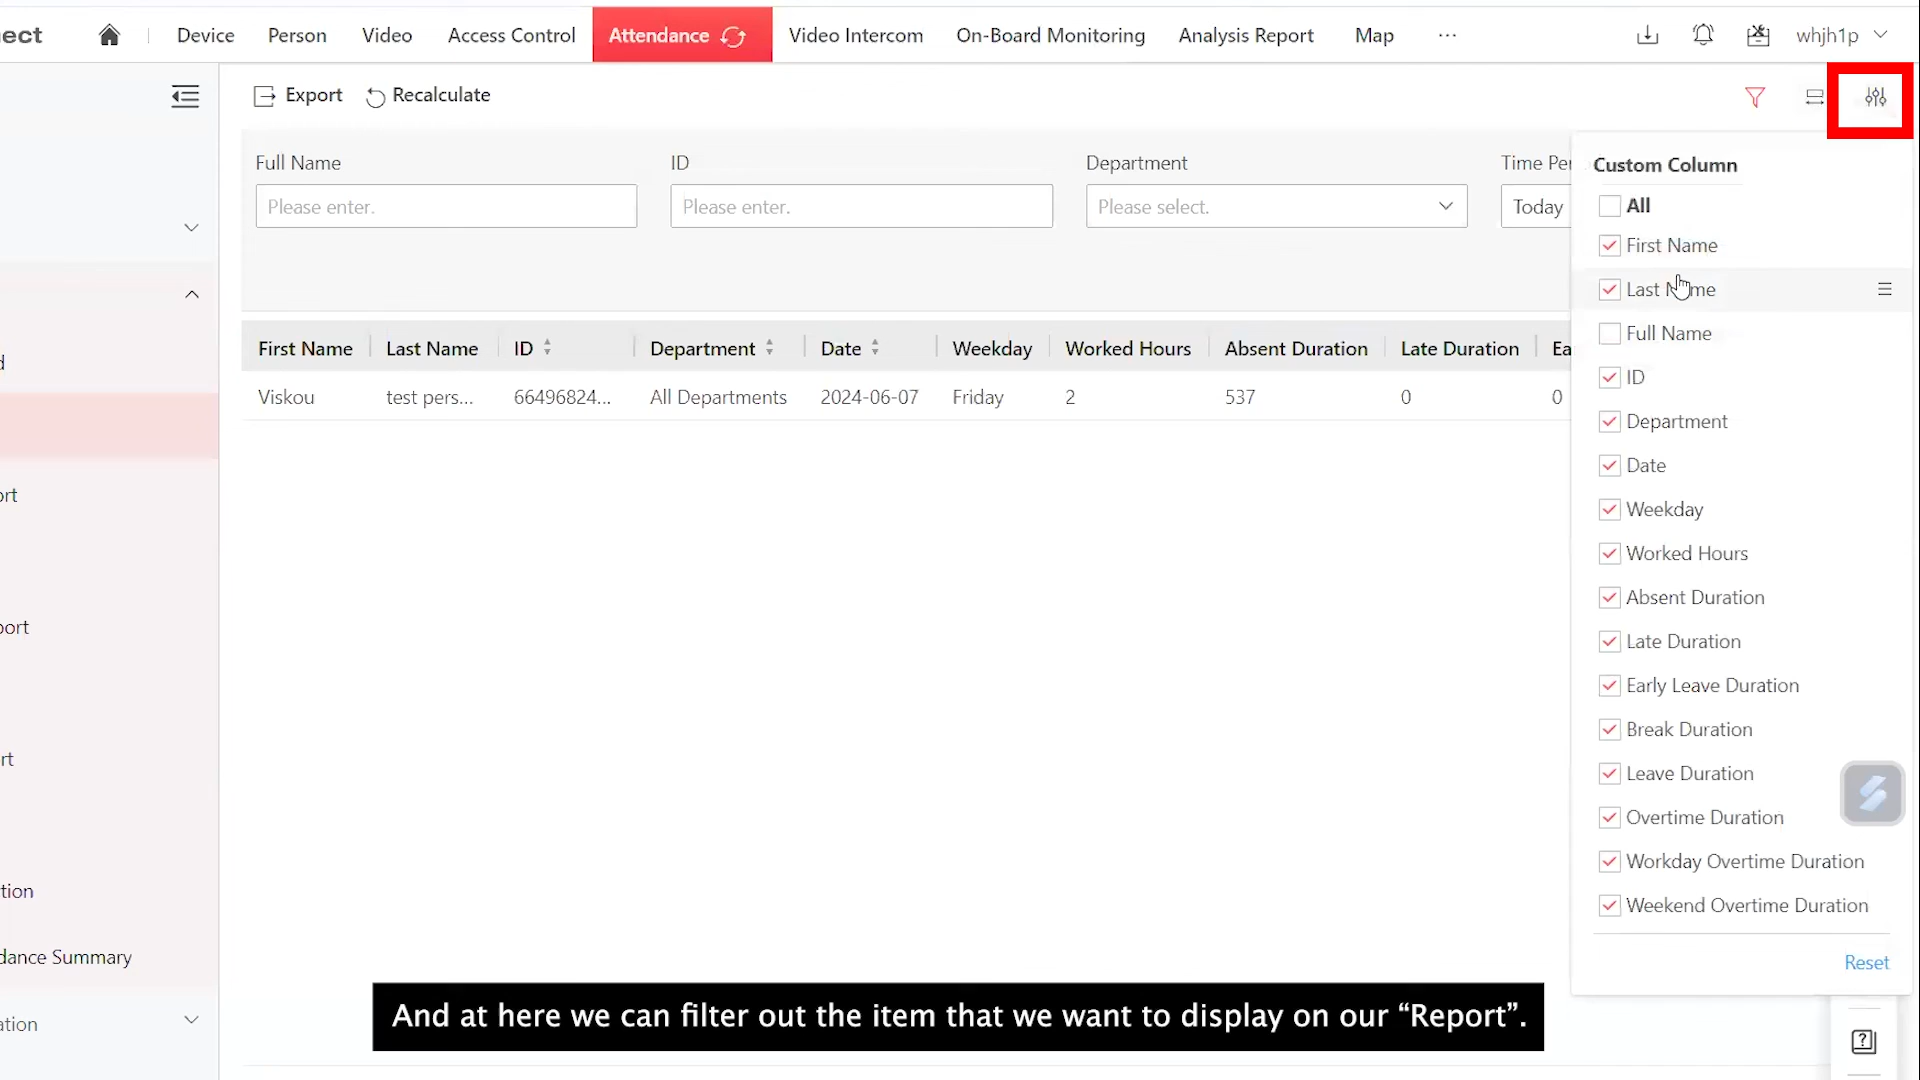 ect Device Person Video Access Control Attendance Video Intercom On-Board Monitoring Analysis Report Map ... whjh1p
Export Recalculate
Full Name ID Department Time Per
Please enter. Please enter. Please select. Today
Custom Column
All
First Name
Last Name
Full Name
ID
Department
Date
Weekday
Worked Hours
Absent Duration
Late Duration
Early Leave Duration
Break Duration
Leave Duration
Overtime Duration
Workday Overtime Duration
Weekend Overtime Duration
Reset
First Name Last Name ID Department Date Weekday Worked Hours Absent Duration Late Duration Ea
Viskou test pers... 66496824... All Departments 2024-06-07 Friday 2 537 0 0
d
ort
port
rt
tion
dance Summary
ation
And at here we can filter out the item that we want to display on our “Report”.